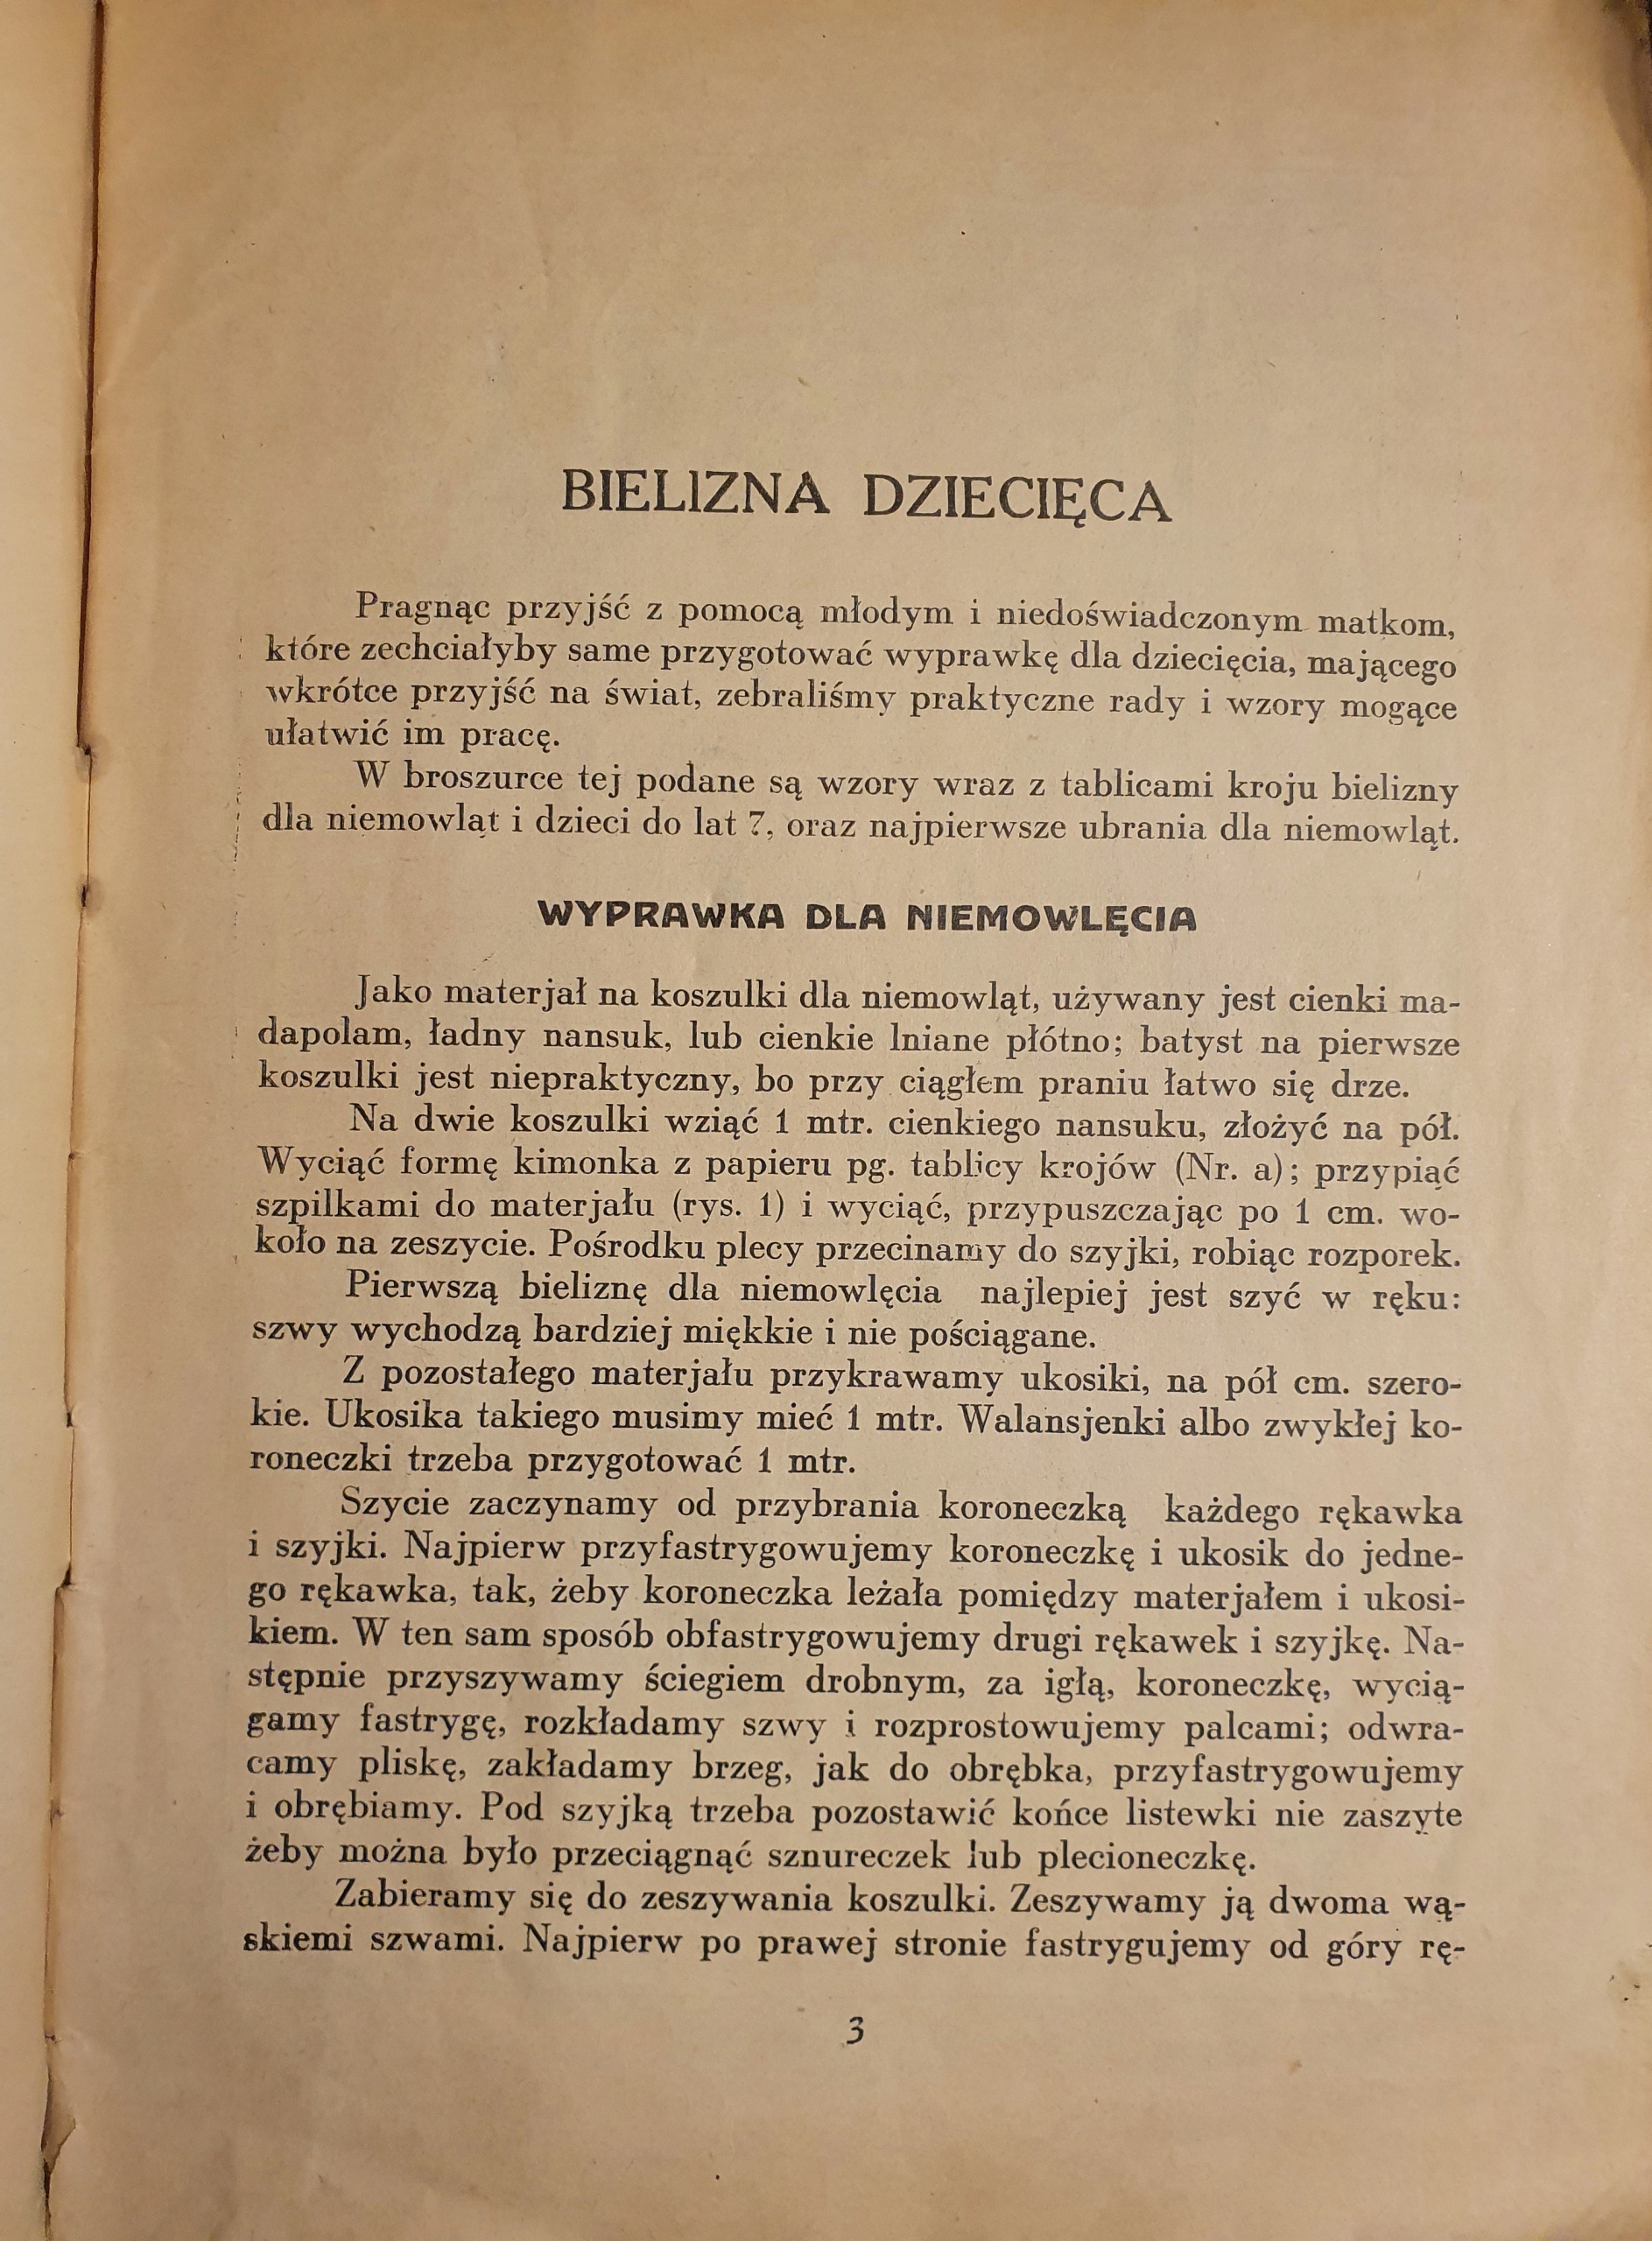 BIELIZNA DZIECIĘCA
Pragnąc przyjść z pomocą młodym i niedoświadczonym matkom,
które zechciałyby same przygotować wyprawkę dla dziecięcia, mającego
wkrótce przyjść na świat, zebraliśmy praktyczne rady i wzory mogące
ułatwić im pracę.
W broszurce tej podane są wzory wraz z tablicami kroju bielizny
dla niemowląt i dzieci do lat 7, oraz najpierwsze ubrania dla niemowląt.
WYPRAWKA DLA NIEMOWLĘCIA
Jako materjał na koszulki dla niemowląt, używany jest cienki ma-
dapolam, ładny nansuk, lub cienkie lniane płótno; batyst na pierwsze
koszulki jest niepraktyczny, bo przy ciągłem praniu łatwo się drze.
Na dwie koszulki wziąć 1 mtr. cienkiego nansuku, złożyć na pół.
Wyciąć formę kimonka z papieru pg. tablicy krojów (Nr. a); przypiąć
szpilkami do materjału (rys. 1) i wyciąć, przypuszczając po 1 cm. wo-
koło na zeszycie. Pośrodku plecy przecinamy do szyjki, robiąc rozporek.
Pierwszą bieliznę dla niemowlęcia najlepiej jest szyć w ręku:
szwy wychodzą bardziej miękkie i nie pościągane.
Z pozostałego materjału przykrawamy ukosiki, na pół cm. szero-
kie. Ukosika takiego musimy mieć 1 mtr. Walansjenki albo zwykłej ko-
roneczki trzeba przygotować 1 mtr.
Szycie zaczynamy od przybrania koroneczką każdego rękawka
i szyjki. Najpierw przyfastrygowujemy koroneczkę i ukosik do jedne-
go rękawka, tak, żeby koroneczka leżała pomiędzy materjałem i ukosi-
kiem. W ten sam sposób obfastrygowujemy drugi rękawek i szyjkę. Na-
stępnie przyszywamy ściegiem drobnym, za igłą, koroneczkę, wycią-
gamy fastrygę, rozkładamy szwy i rozprostowujemy palcami; odwra-
camy pliskę, zakładamy brzeg, jak do obrębka, przyfastrygowujemy
i obrębiamy. Pod szyjką trzeba pozostawić końce listewki nie zaszyte
żeby można było przeciągnąć sznureczek lub plecioneczkę.
Zabieramy się do zeszywania koszulki. Zeszywamy ją dwoma wą-
skiemi szwami. Najpierw po prawej stronie fastrygujemy od góry rę-
3